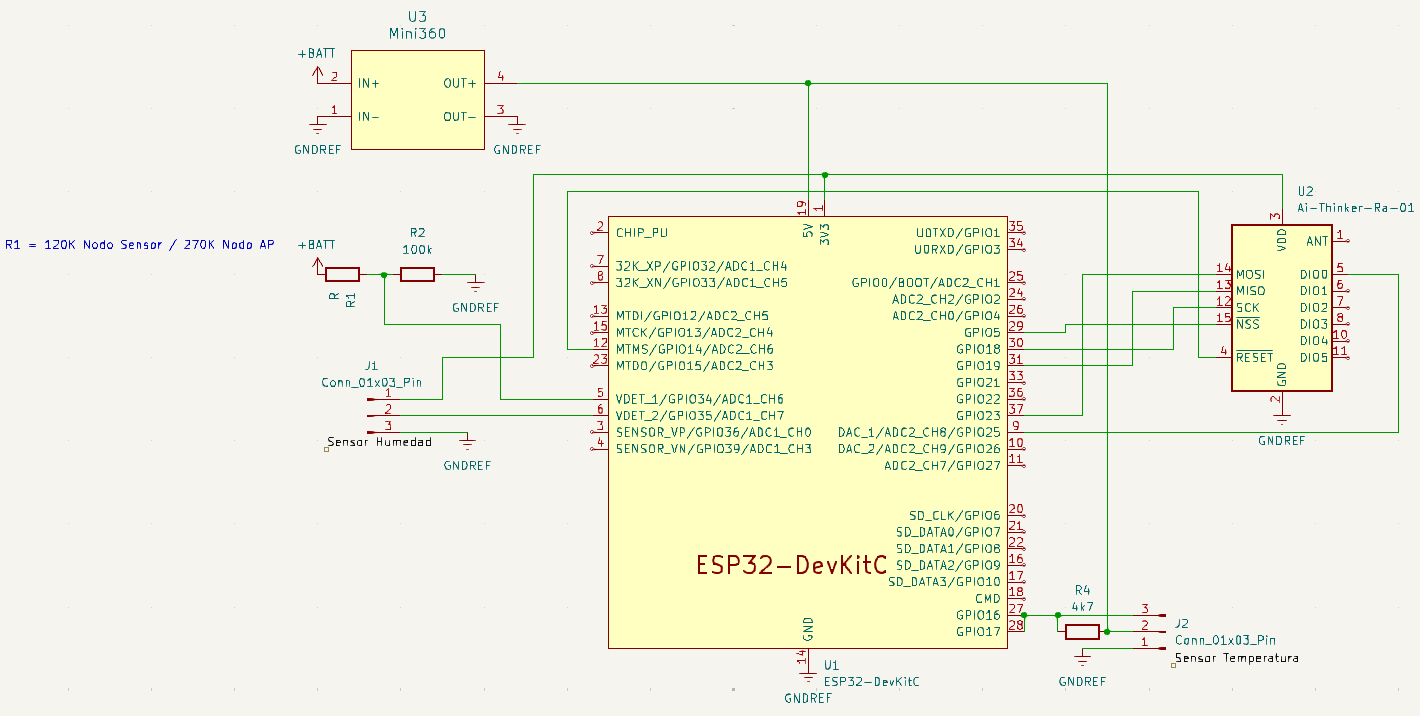 U3
Mini360
+BATT
2 IN+ OUT+ 4
1 IN- OUT- 3
GNDREF GNDREF
R1 = 120K Nodo Sensor / 270K Nodo AP
+BATT
R2
100k
R
R1
GNDREF
J1
Conn_01x03_Pin
1
2
3
Sensor Humedad
GNDREF
19 1
5V 3V3
2 CHIP_PU
7 32K_XP/GPIO32/ADC1_CH4
8 32K_XN/GPIO33/ADC1_CH5
13 MTDI/GPIO12/ADC2_CH5
15 MTCK/GPIO13/ADC2_CH4
12 MTMS/GPIO14/ADC2_CH6
23 MTDO/GPIO15/ADC2_CH3
5 VDET_1/GPIO34/ADC1_CH6
6 VDET_2/GPIO35/ADC1_CH7
3 SENSOR_VP/GPIO36/ADC1_CH0
4 SENSOR_VN/GPIO39/ADC1_CH3
U0TXD/GPIO1 35
U0RXD/GPIO3 34
GPIO0/BOOT/ADC2_CH1 25
ADC2_CH2/GPIO2 24
ADC2_CH0/GPIO4 26
GPIO5 29
GPIO18 30
GPIO19 31
GPIO21 33
GPIO22 36
GPIO23 37
DAC_1/ADC2_CH8/GPIO25 9
DAC_2/ADC2_CH9/GPIO26 10
ADC2_CH7/GPIO27 11
SD_CLK/GPIO6 20
SD_DATA0/GPIO7 21
SD_DATA1/GPIO8 22
SD_DATA2/GPIO9 16
SD_DATA3/GPIO10 17
CMD 18
GPIO16 27
GPIO17 28
ESP32-DevKitC
GND
14
U1
ESP32-DevKitC
GNDREF
U2
Ai-Thinker-Ra-01
3
VDD
ANT 1
14 MOSI DIO0 5
13 MISO DIO1 6
12 SCK DIO2 7
15 NSS DIO3 8
DIO4 10
4 RESET DIO5 11
GND
2
GNDREF
R4
4k7
3
2
1
J2
Conn_01x03_Pin
Sensor Temperatura
GNDREF